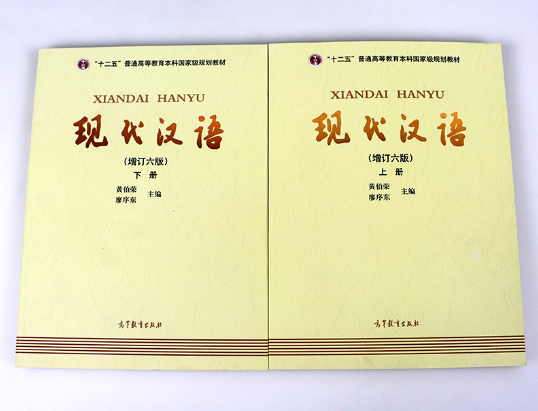 “十二五”普通高等教育本科国家级规划教材
XIANDAI HANYU
现代汉语
(增订六版)
下册
黄伯荣
廖序东
主编
高等教育出版社
“十二五”普通高等教育本科国家级规划教材
XIANDAI HANYU
现代汉语
(增订六版)
上册
黄伯荣
廖序东
主编
高等教育出版社